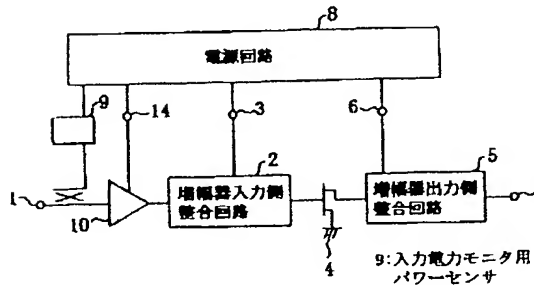 8
電源回路
9
14
3
6
2
5
1
増幅器入力側
整合回路
増幅器出力側
整合回路
10
4
9:入力電力モニタ用
パワーセンサ